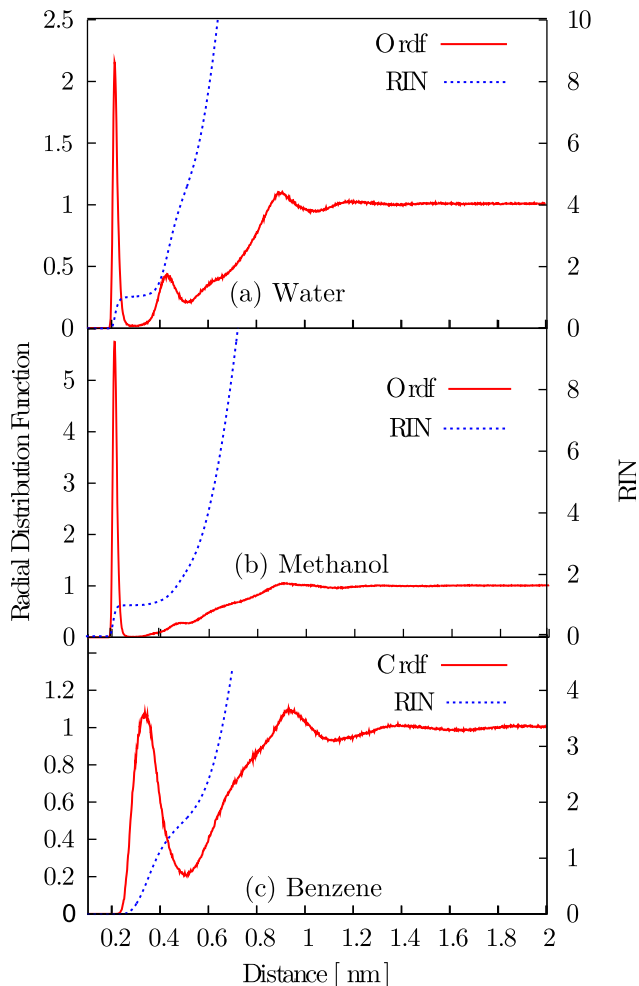 2.5 10
O rdf
RIN
2 8
1.5 6
1 4
0.5 2
(a) Water
0 0
5 8
O rdf
RIN
4 6
3
4
2
(b) Methanol
1 2
0 0
C rdf
RIN
1.2 4
1 3
0.8
0.6 2
0.4 1
0.2
(c) Benzene
0 0
0.2 0.4 0.6 0.8 1 1.2 1.4 1.6 1.8 2
Distance [ nm]
Radial Distribution Function
RIN